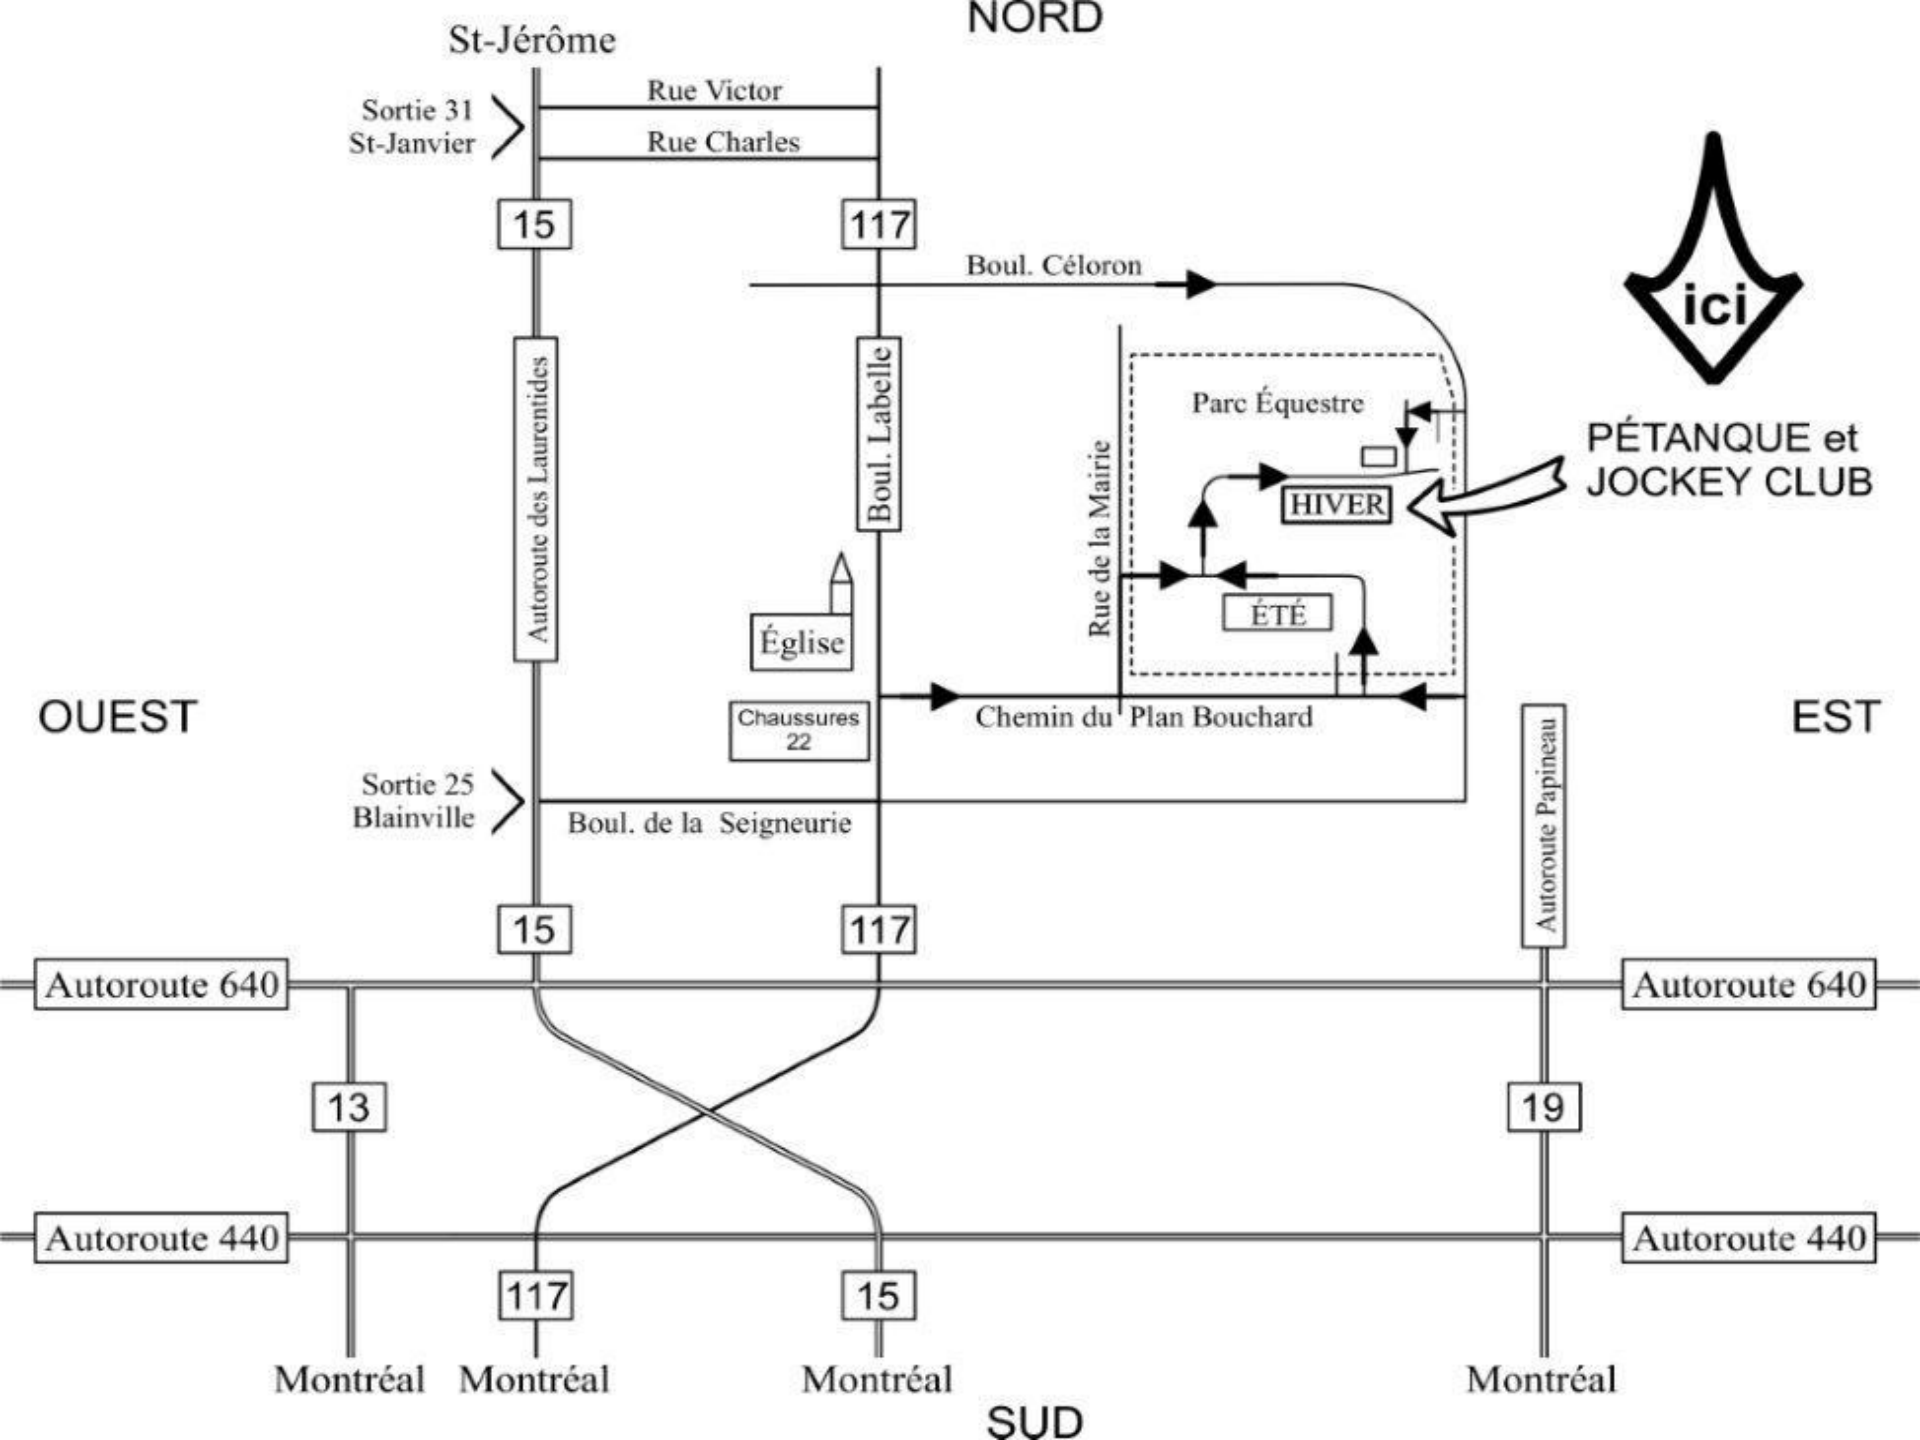 NORD
St-Jérôme
Rue Victor
Sortie 31
St-Janvier
Rue Charles
15
117
Boul. Céloron
ici
Autoroute des Laurentides
Boul. Labelle
Parc Équestre
PÉTANQUE et
JOCKEY CLUB
Rue de la Mairie
HIVER
ÉTÉ
Église
OUEST
Chaussures
22
Chemin du Plan Bouchard
EST
Autoroute Papineau
Sortie 25
Blainville
Boul. de la Seigneurie
15
117
Autoroute 640
Autoroute 640
13
19
Autoroute 440
Autoroute 440
117
15
Montréal
Montréal
Montréal
Montréal
SUD